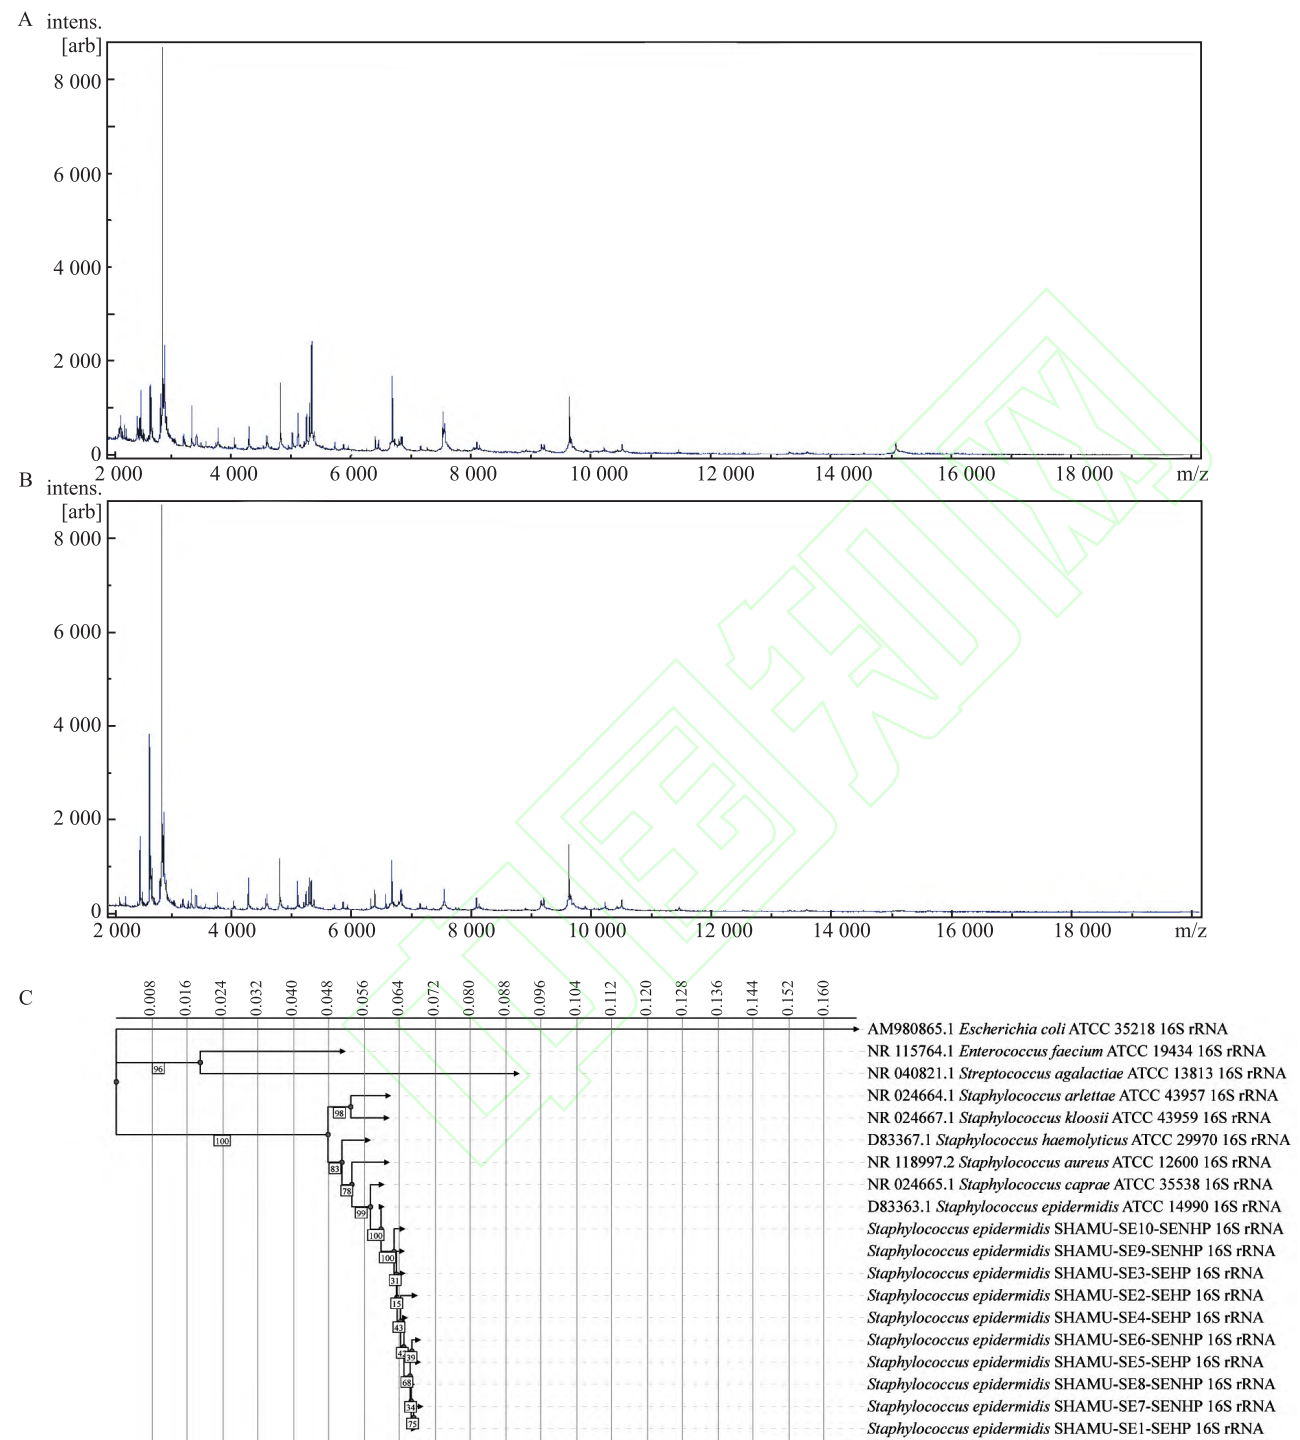 A intens.
[arb]
8 000
6 000
4 000
2 000
0
2 000 4 000 6 000 8 000 10 000 12 000 14 000 16 000 18 000 m/z
B intens.
[arb]
8 000
6 000
4 000
2 000
0
2 000 4 000 6 000 8 000 10 000 12 000 14 000 16 000 18 000 m/z
C
0.008 0.016 0.024 0.032 0.040 0.048 0.056 0.064 0.072 0.080 0.088 0.096 0.104 0.112 0.120 0.128 0.136 0.144 0.152 0.160
AM980865.1 Escherichia coli ATCC 35218 16S rRNA
NR 115764.1 Enterococcus faecium ATCC 19434 16S rRNA
96
NR 040821.1 Streptococcus agalactiae ATCC 13813 16S rRNA
NR 024664.1 Staphylococcus arlettae ATCC 43957 16S rRNA
98
NR 024667.1 Staphylococcus kloosii ATCC 43959 16S rRNA
100
D83367.1 Staphylococcus haemolyticus ATCC 29970 16S rRNA
83
NR 118997.2 Staphylococcus aureus ATCC 12600 16S rRNA
78
NR 024665.1 Staphylococcus caprae ATCC 35538 16S rRNA
99
D83363.1 Staphylococcus epidermidis ATCC 14990 16S rRNA
100
Staphylococcus epidermidis SHAMU-SE10-SENHP 16S rRNA
100
Staphylococcus epidermidis SHAMU-SE9-SENHP 16S rRNA
31
Staphylococcus epidermidis SHAMU-SE3-SEHP 16S rRNA
15
Staphylococcus epidermidis SHAMU-SE2-SEHP 16S rRNA
43
Staphylococcus epidermidis SHAMU-SE4-SEHP 16S rRNA
Staphylococcus epidermidis SHAMU-SE6-SENHP 16S rRNA
39
Staphylococcus epidermidis SHAMU-SE5-SEHP 16S rRNA
68
Staphylococcus epidermidis SHAMU-SE8-SENHP 16S rRNA
34
Staphylococcus epidermidis SHAMU-SE7-SENHP 16S rRNA
75
Staphylococcus epidermidis SHAMU-SE1-SEHP 16S rRNA
中国知网